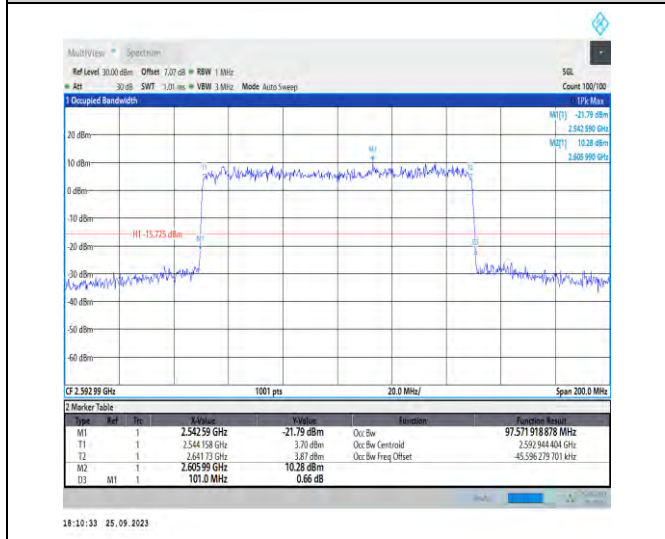 MultiView Spectrum
Ref Level 30.00 dBm Offset 7.07 dB RBW 1 MHz SGL
Att 30 dB SWT 1.01 ms VBW 3 MHz Mode Auto Sweep Count 100/100
1 Occupied Bandwidth 1Pk Max
M1[1] -21.79 dBm
2.542 590 GHz
M2[1] 10.28 dBm
2.605 990 GHz
20 dBm
10 dBm
0 dBm
-10 dBm
-20 dBm
-30 dBm
-40 dBm
-50 dBm
-60 dBm
M2
T1
T2
H1 -15.725 dBm
M1
D3
CF 2.592 99 GHz 1001 pts 20.0 MHz/ Span 200.0 MHz
2 Marker Table
Type Ref Trc X-Value Y-Value Function Function Result
M1 1 2.542 59 GHz -21.79 dBm Occ Bw 97.571 918 878 MHz
T1 1 2.544 158 GHz 3.70 dBm Occ Bw Centroid 2.592 944 404 GHz
T2 1 2.641 73 GHz 3.87 dBm Occ Bw Freq Offset -45.596 279 701 kHz
M2 1 2.605 99 GHz 10.28 dBm
D3 M1 1 101.0 MHz 0.66 dB
18:10:33 25.09.2023